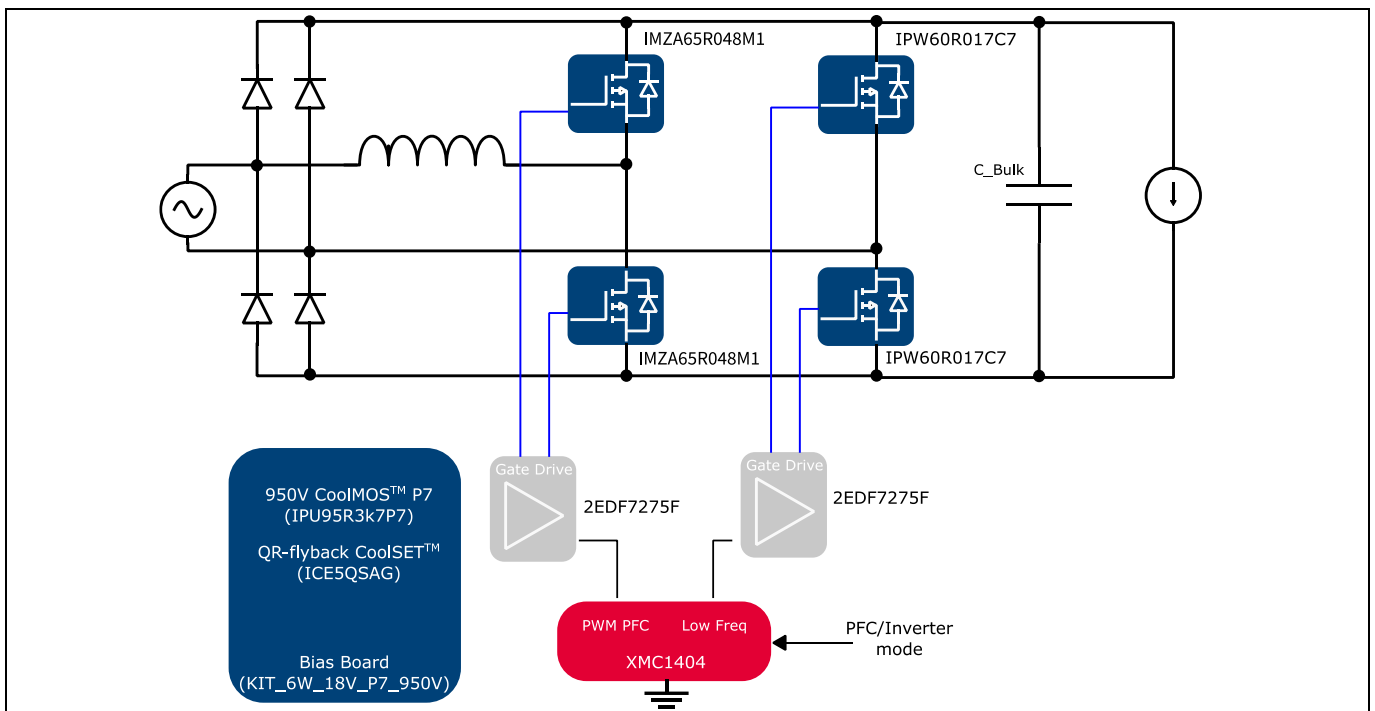 IMZA65R048M1
IPW60R017C7
C_Bulk
IMZA65R048M1
IPW60R017C7
Gate Drive
2EDF7275F
Gate Drive
2EDF7275F
950V CoolMOS™ P7
(IPU95R3k7P7)
QR-flyback CoolSET™
(ICE5QSAG)
Bias Board
(KIT_6W_18V_P7_950V)
PWM PFC
Low Freq
XMC1404
PFC/Inverter
mode